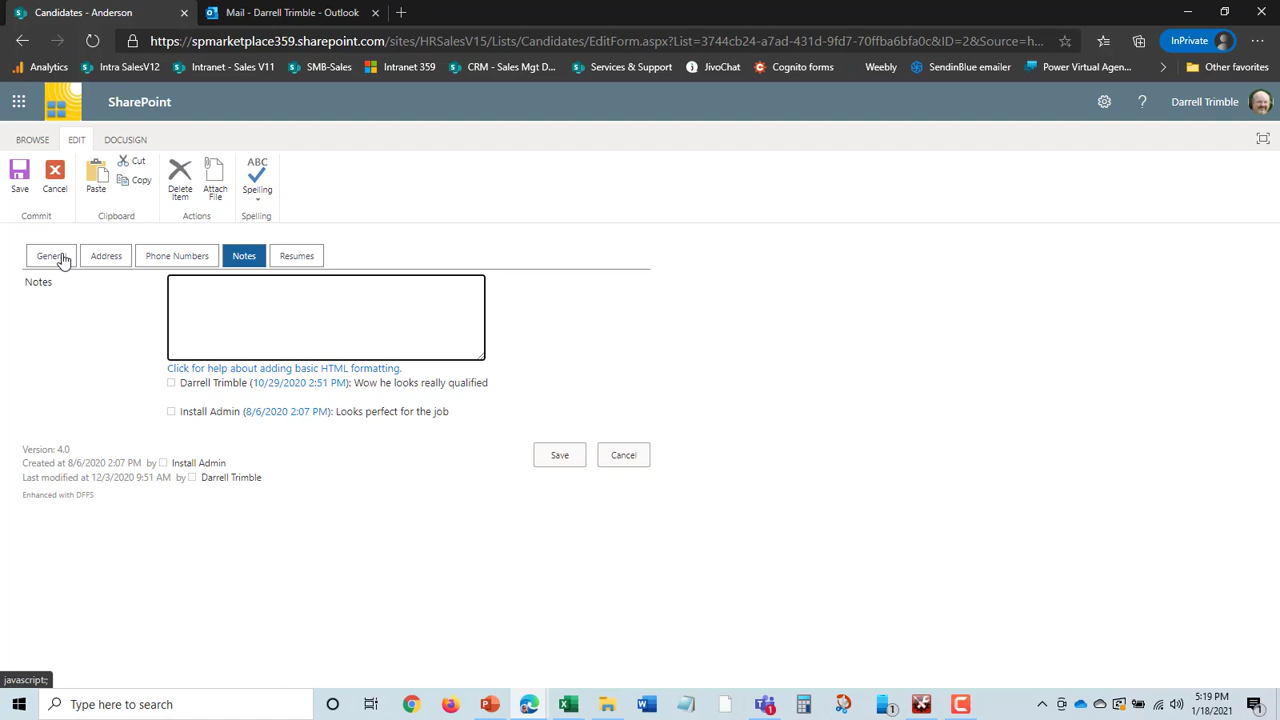 Candidates - Anderson
Mail - Darrell Trimble - Outlook
https://spmarketplace359.sharepoint.com/sites/HRSalesV15/Lists/Candidates/EditForm.aspx?List=3744cb24-a7ad-431d-9fd7-70ffba6bfa0c&ID=2&Source=h...
InPrivate
Analytics
Intra SalesV12
Intranet - Sales V11
SMB-Sales
Intranet 359
CRM - Sales Mgt D...
Services & Support
JivoChat
Cognito forms
Weebly
SendinBlue emailer
Power Virtual Agen...
Other favorites
SharePoint
Darrell Trimble
BROWSE
EDIT
DOCUSIGN
Save
Cancel
Paste
Cut
Copy
Delete
Item
Attach
File
ABC
Spelling
Commit
Clipboard
Actions
Spelling
Address
Phone Numbers
Notes
Resumes
Notes
Click for help about adding basic HTML formatting.
Darrell Trimble (10/29/2020 2:51 PM): Wow he looks really qualified
Install Admin (8/6/2020 2:07 PM): Looks perfect for the job
Version: 4.0
Created at 8/6/2020 2:07 PM by Install Admin
Last modified at 12/3/2020 9:51 AM by Darrell Trimble
Enhanced with DFFS
Save
Cancel
javascript:;
Type here to search
5:19 PM
1/18/2021